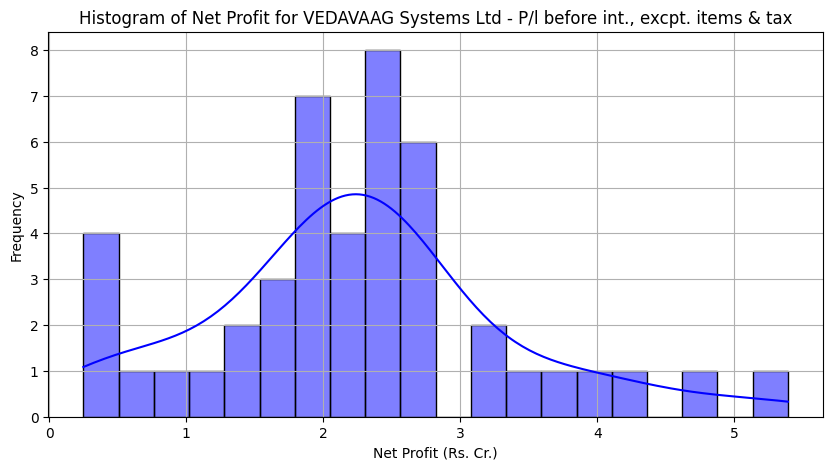 Histogram of Net Profit for VEDAVAAG Systems Ltd - P/l before int., excpt. items & tax
8
7
6
5
4
3
2
1
0
Frequency
0 1 2 3 4 5
Net Profit (Rs. Cr.)